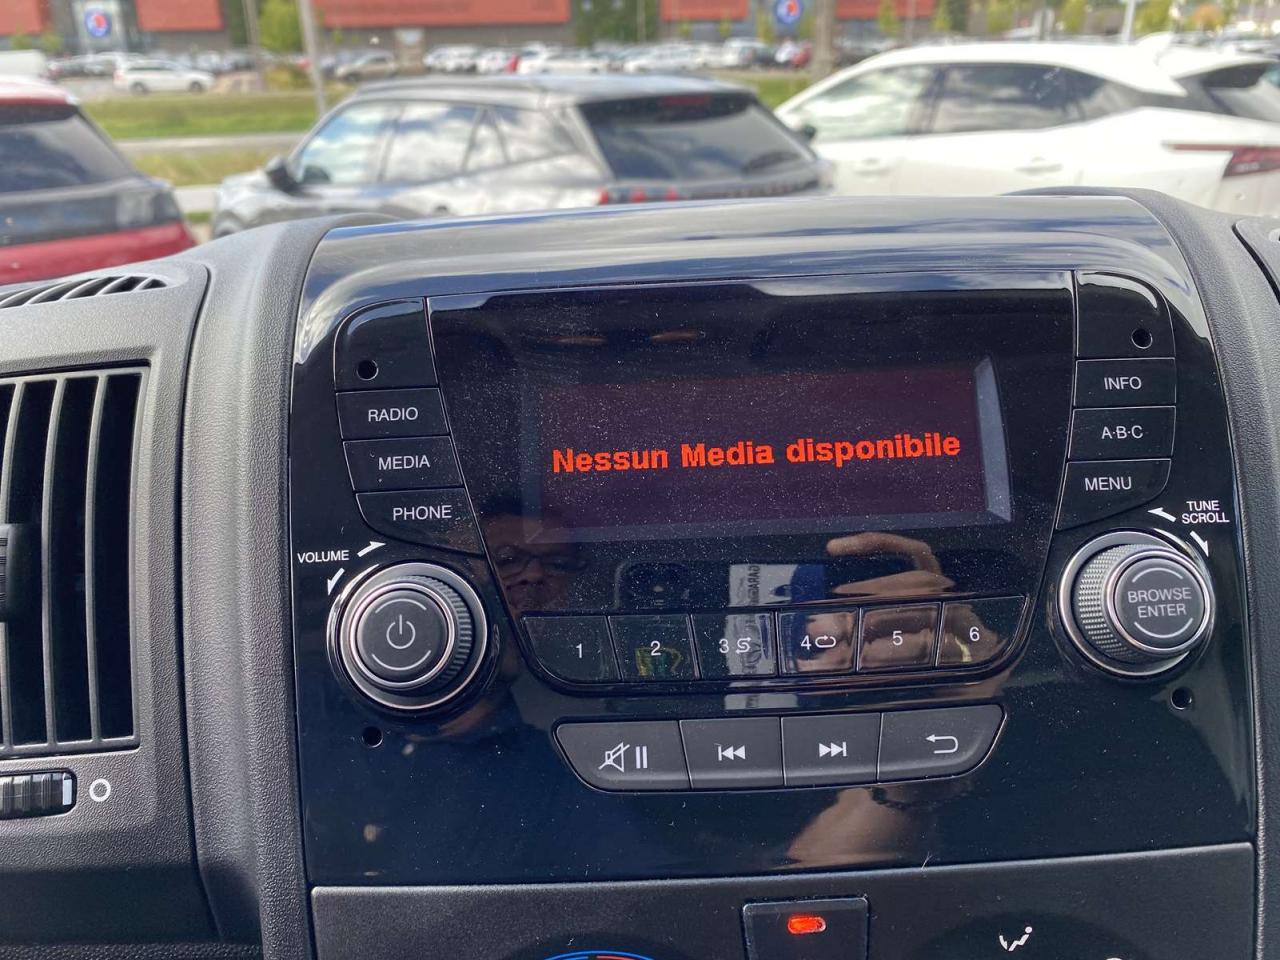 RADIO
MEDIA
PHONE
VOLUME
Nessun Media disponibile
INFO
A·B·C
MENU
TUNE
SCROLL
BROWSE
ENTER
1
2
3
4
5
6